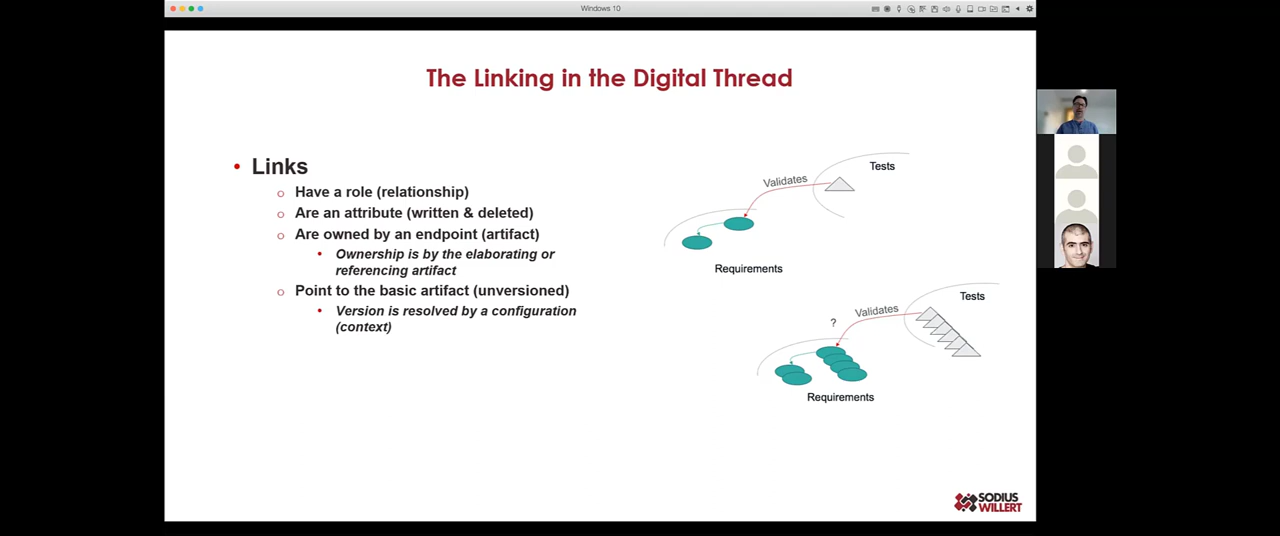 Windows 10
The Linking in the Digital Thread
• Links
o Have a role (relationship)
o Are an attribute (written & deleted)
o Are owned by an endpoint (artifact)
• Ownership is by the elaborating or
referencing artifact
o Point to the basic artifact (unversioned)
• Version is resolved by a configuration
(context)
Tests
Validates
Requirements
Tests
Validates
?
Requirements
SODIUS
WILLERT